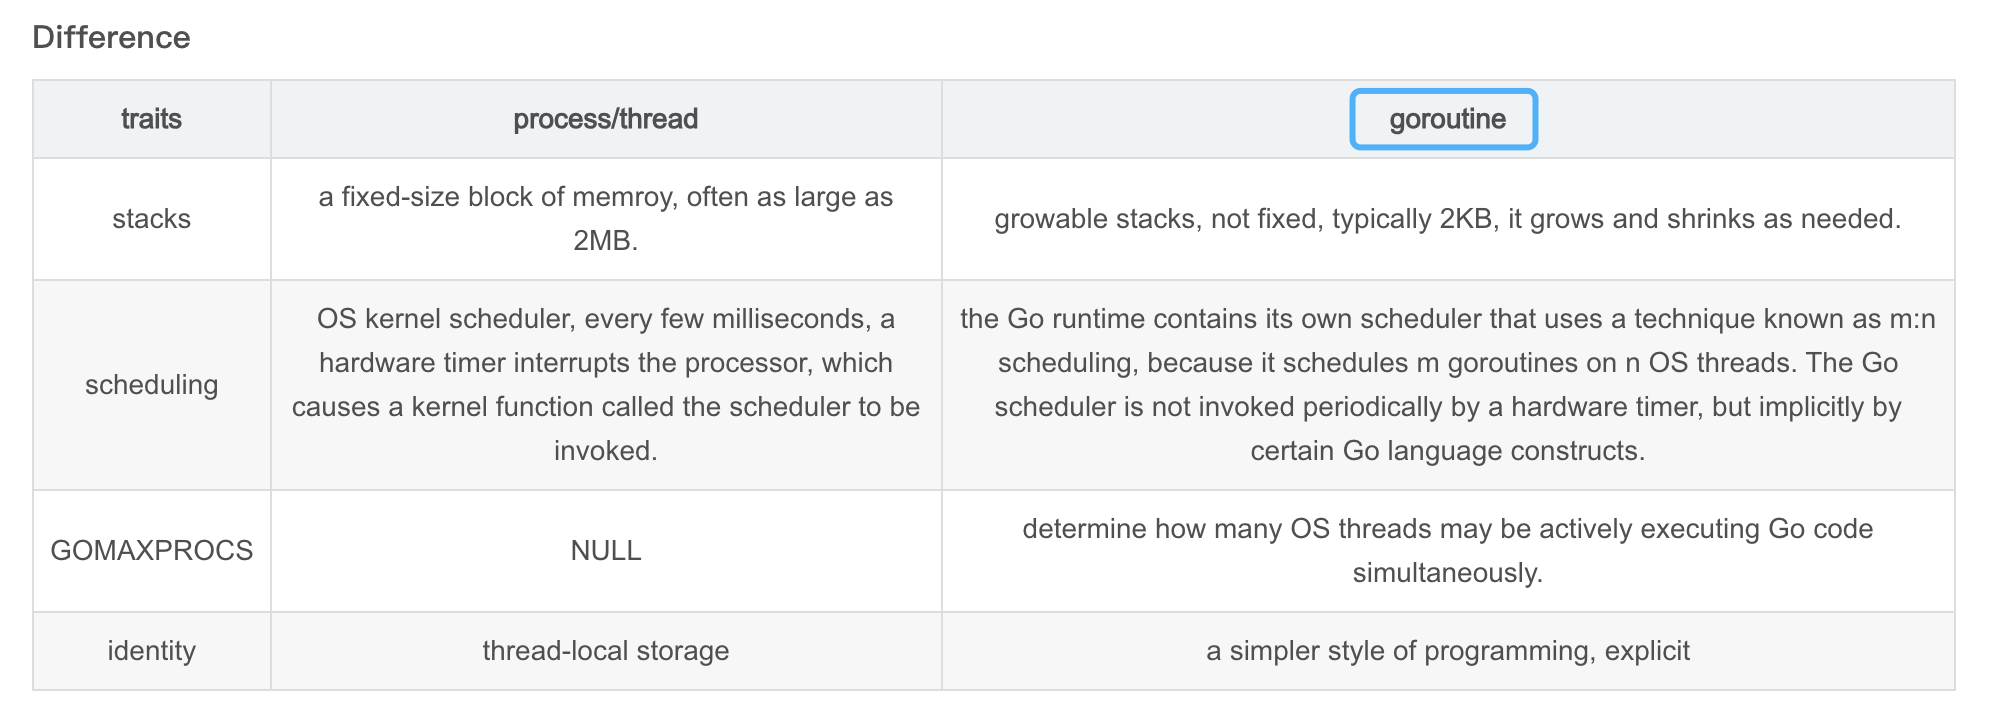 Difference
traits
process/thread
goroutine
stacks
a fixed-size block of memroy, often as large as
2MB.
growable stacks, not fixed, typically 2KB, it grows and shrinks as needed.
scheduling
OS kernel scheduler, every few milliseconds, a
hardware timer interrupts the processor, which
causes a kernel function called the scheduler to be
invoked.
the Go runtime contains its own scheduler that uses a technique known as m:n
scheduling, because it schedules m goroutines on n OS threads. The Go
scheduler is not invoked periodically by a hardware timer, but implicitly by
certain Go language constructs.
GOMAXPROCS
NULL
determine how many OS threads may be actively executing Go code
simultaneously.
identity
thread-local storage
a simpler style of programming, explicit